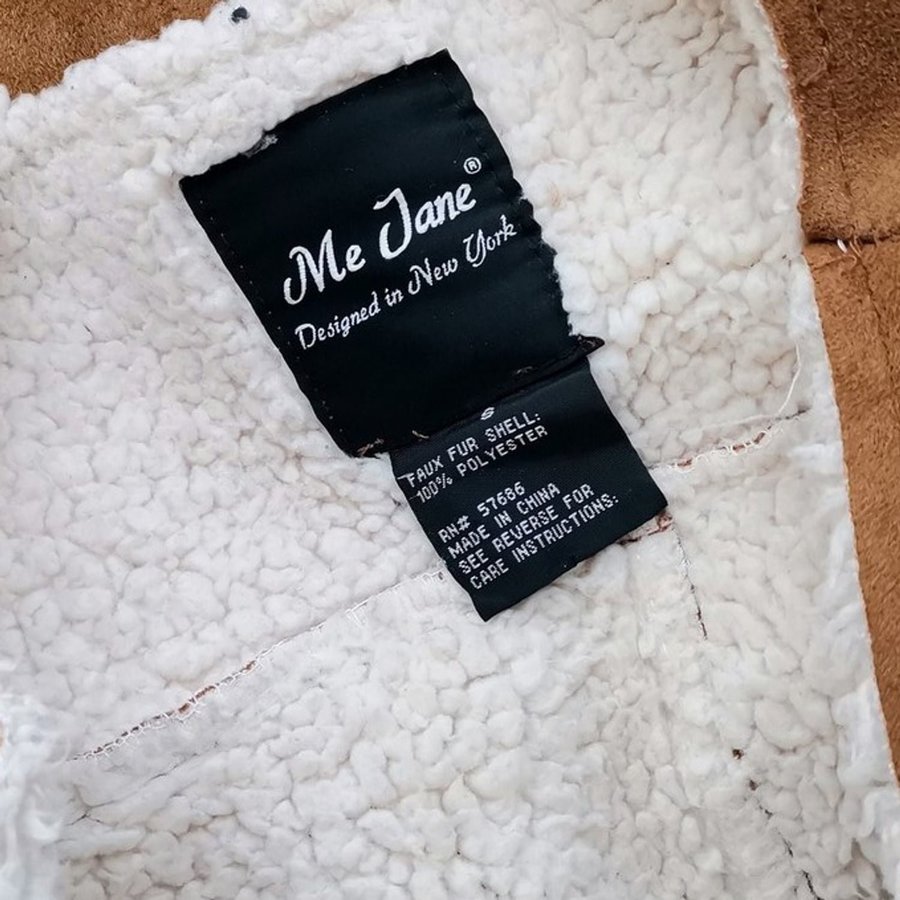 Me Jane®
Designed in New York
S
FAUX FUR SHELL:
100% POLYESTER
RN# 57686
MADE IN CHINA
SEE REVERSE FOR
CARE INSTRUCTIONS: